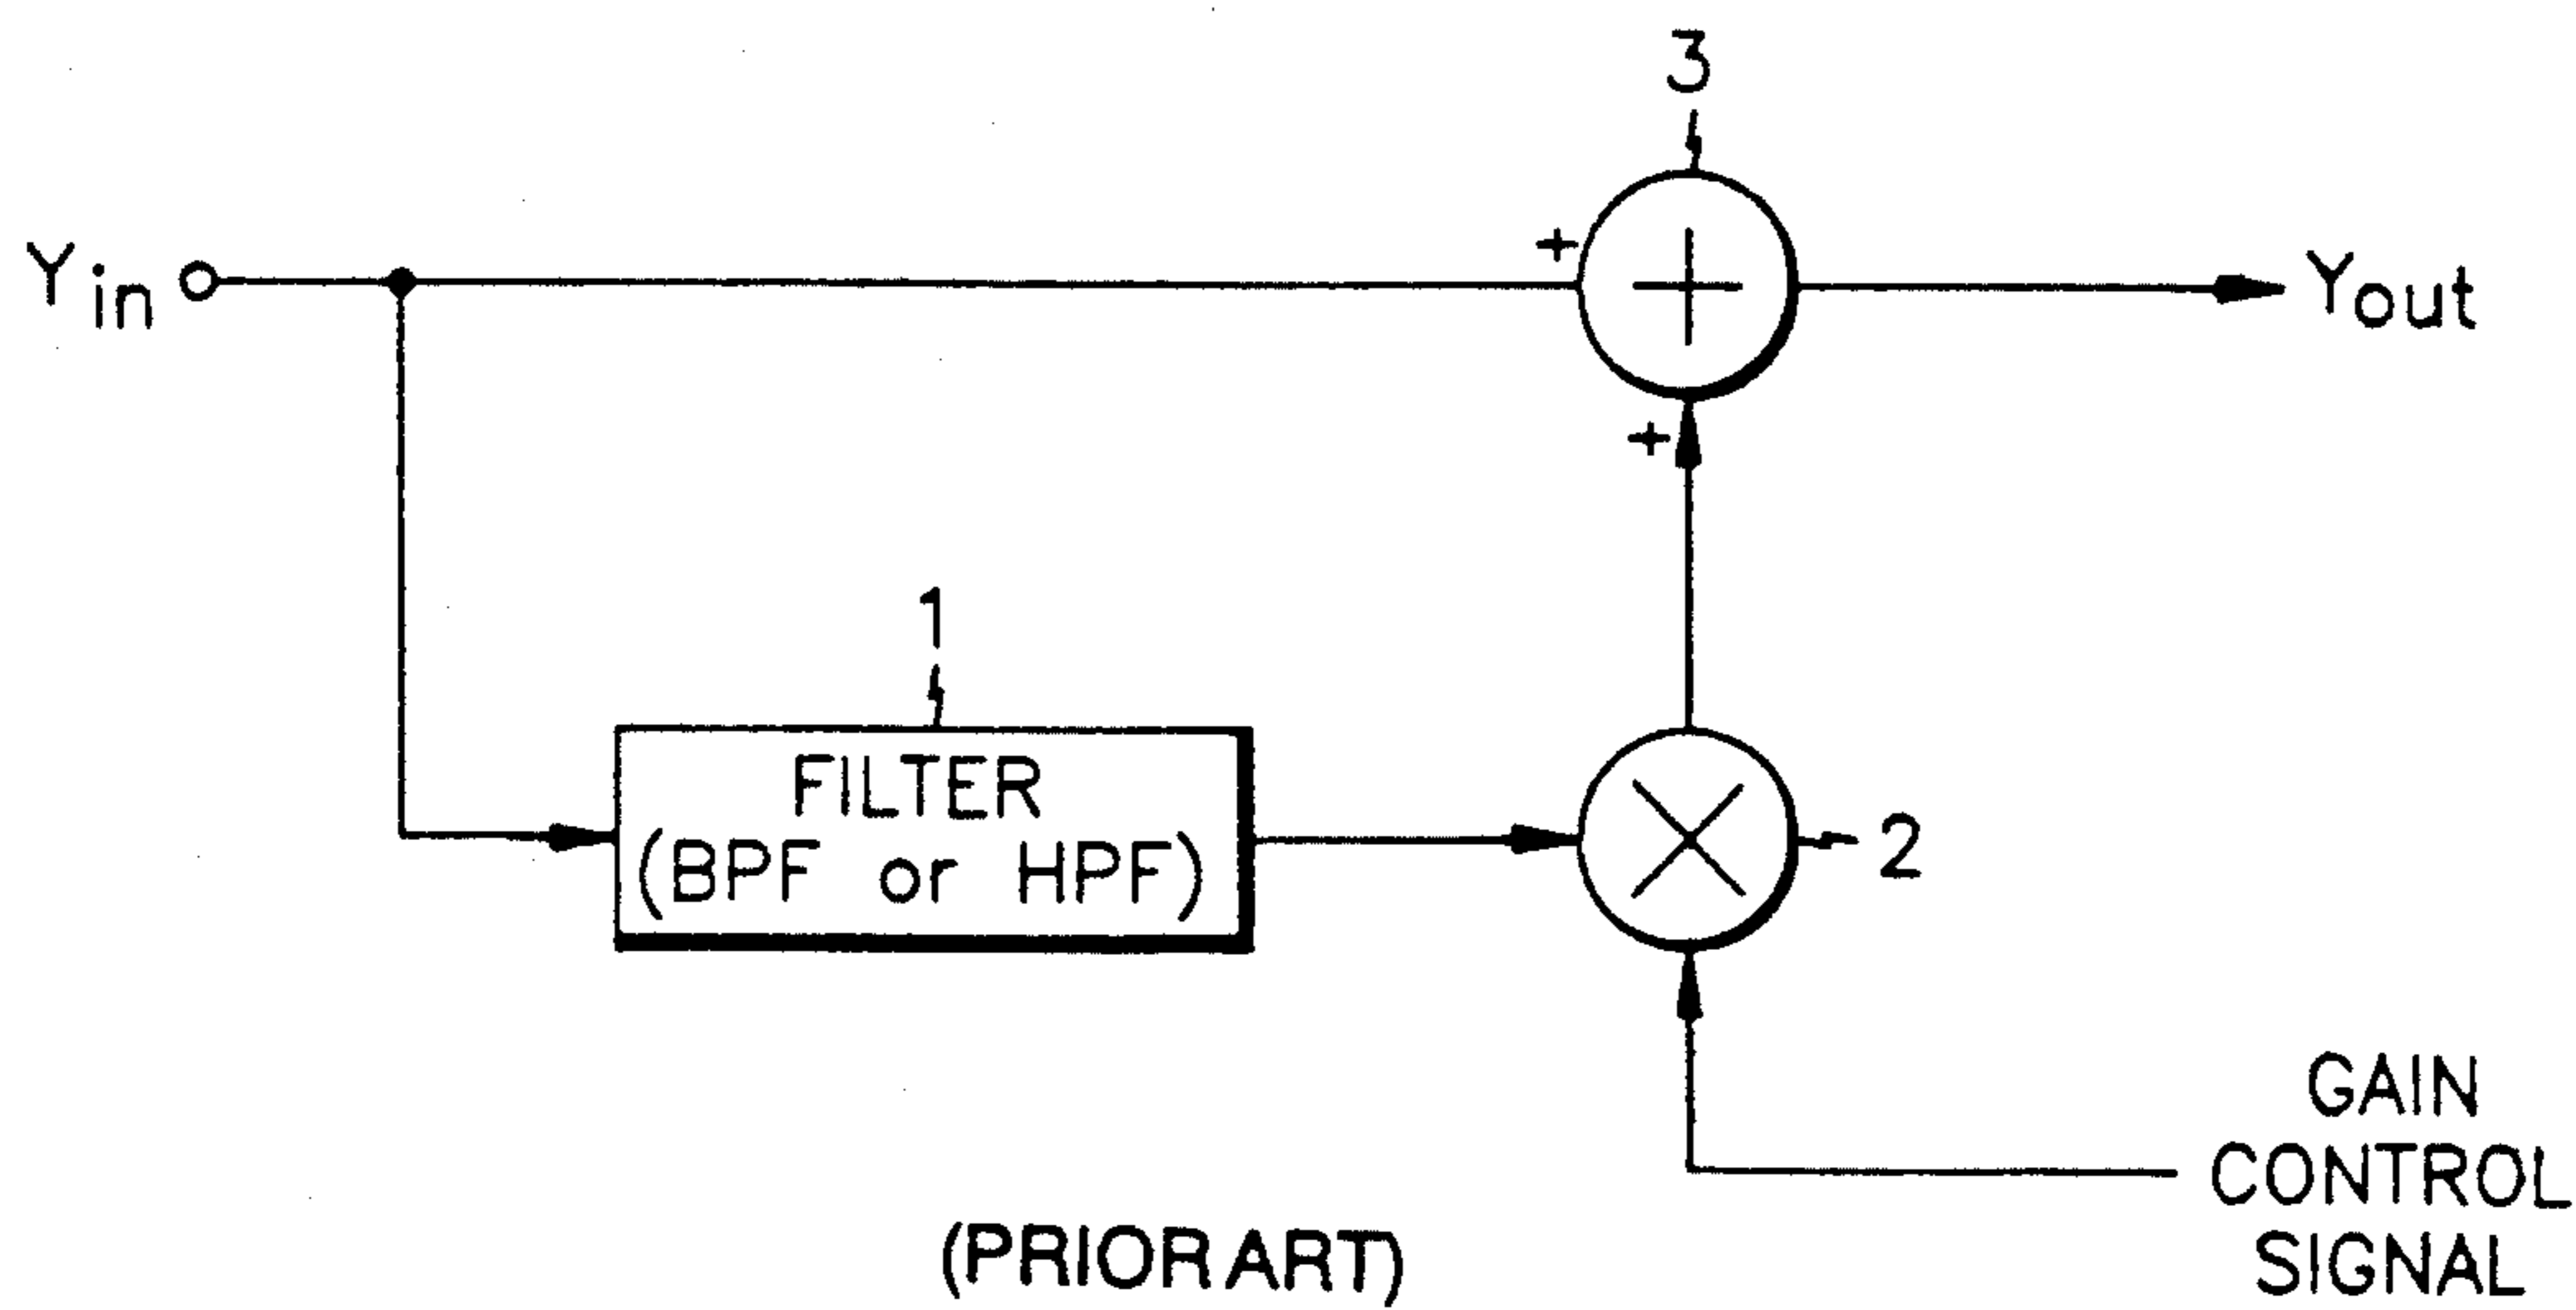 3
+
Yin
Yout
+
1
FILTER
(BPF or HPF)
2
GAIN
CONTROL
SIGNAL
(PRIOR ART)